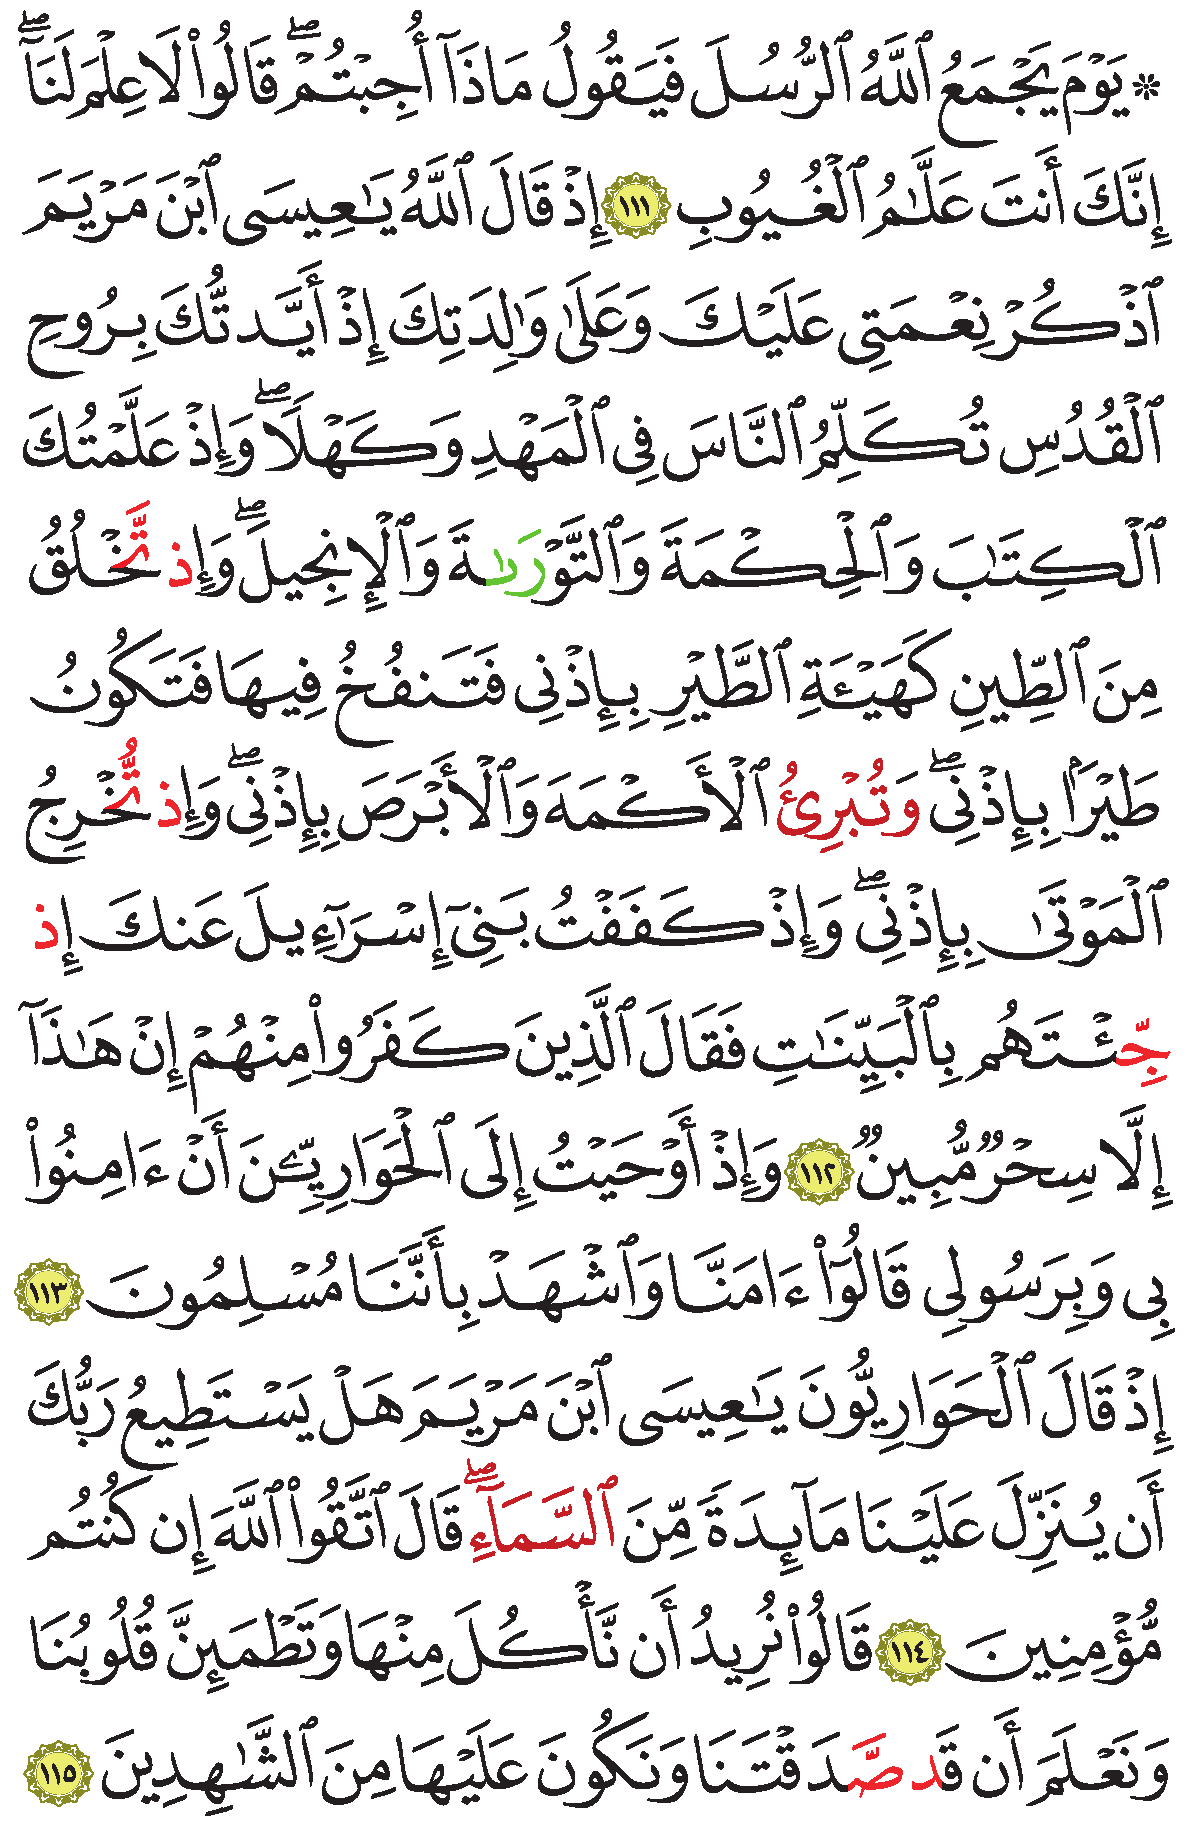 ۞ يَوْمَ يَجْمَعُ ٱللَّهُ ٱلرُّسُلَ فَيَقُولُ مَاذَآ أُجِبْتُمْۖ قَالُوا۟ لَا عِلْمَ لَنَآۖ
إِنَّكَ أَنتَ عَلَّٰمُ ٱلْغُيُوبِ ١١١ إِذْ قَالَ ٱللَّهُ يَٰعِيسَى ٱبْنَ مَرْيَمَ
ٱذْكُرْ نِعْمَتِى عَلَيْكَ وَعَلَىٰ وَٰلِدَتِكَ إِذْ أَيَّدتُّكَ بِرُوحِ
ٱلْقُدُسِ تُكَلِّمُ ٱلنَّاسَ فِى ٱلْمَهْدِ وَكَهْلًاۖ وَإِذْ عَلَّمْتُكَ
ٱلْكِتَٰبَ وَٱلْحِكْمَةَ وَٱلتَّوْرَىٰةَ وَٱلْإِنجِيلَۖ وَإِذ تَّخْلُقُ
مِنَ ٱلطِّينِ كَهَيْـَٔةِ ٱلطَّيْرِ بِإِذْنِى فَتَنفُخُ فِيهَا فَتَكُونُ
طَيْرًۢا بِإِذْنِىۖ وَتُبْرِئُ ٱلْأَكْمَهَ وَٱلْأَبْرَصَ بِإِذْنِىۖ وَإِذ تُّخْرِجُ
ٱلْمَوْتَىٰ بِإِذْنِىۖ وَإِذْ كَفَفْتُ بَنِىٓ إِسْرَٰٓءِيلَ عَنكَ إِذ
جِّئْتَهُم بِٱلْبَيِّنَٰتِ فَقَالَ ٱلَّذِينَ كَفَرُوا۟ مِنْهُمْ إِنْ هَٰذَآ
إِلَّا سِحْرٌ مُّبِينٌ ١١٢ وَإِذْ أَوْحَيْتُ إِلَى ٱلْحَوَارِيِّـۧنَ أَنْ ءَامِنُوا۟
بِى وَبِرَسُولِى قَالُوٓا۟ ءَامَنَّا وَٱشْهَدْ بِأَنَّنَا مُسْلِمُونَ ١١٣
إِذْ قَالَ ٱلْحَوَارِيُّونَ يَٰعِيسَى ٱبْنَ مَرْيَمَ هَلْ يَسْتَطِيعُ رَبُّكَ
أَن يُنَزِّلَ عَلَيْنَا مَآئِدَةً مِّنَ ٱلسَّمَآءِۖ قَالَ ٱتَّقُوا۟ ٱللَّهَ إِن كُنتُم
مُّؤْمِنِينَ ١١٤ قَالُوا۟ نُرِيدُ أَن نَّأْكُلَ مِنْهَا وَتَطْمَئِنَّ قُلُوبُنَا
وَنَعْلَمَ أَن قَد صَّدَقْتَنَا وَنَكُونَ عَلَيْهَا مِنَ ٱلشَّٰهِدِينَ ١١٥